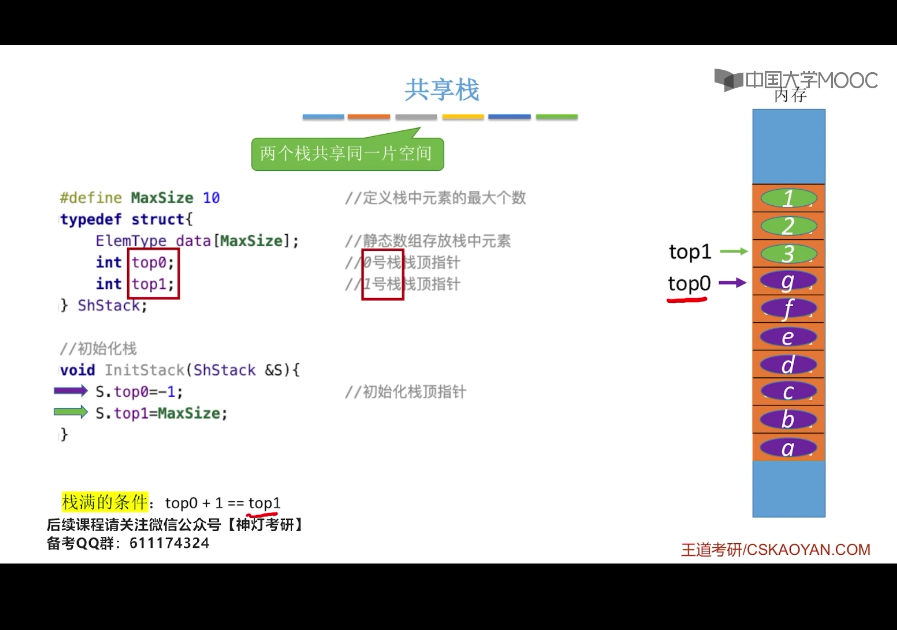 中国大学MOOC
共享栈
内存
两个栈共享同一片空间
#define MaxSize 10 //定义栈中元素的最大个数
typedef struct{
ElemType data[MaxSize]; //静态数组存放栈中元素
int top0; //0号栈栈顶指针
int top1; //1号栈栈顶指针
} ShStack;
//初始化栈
void InitStack(ShStack &S){
S.top0=-1; //初始化栈顶指针
S.top1=MaxSize;
}
1
2
top1 3
top0 g
f
e
d
c
b
a
栈满的条件：top0 + 1 == top1
后续课程请关注微信公众号【神灯考研】
备考QQ群：611174324
王道考研/CSKAOYAN.COM